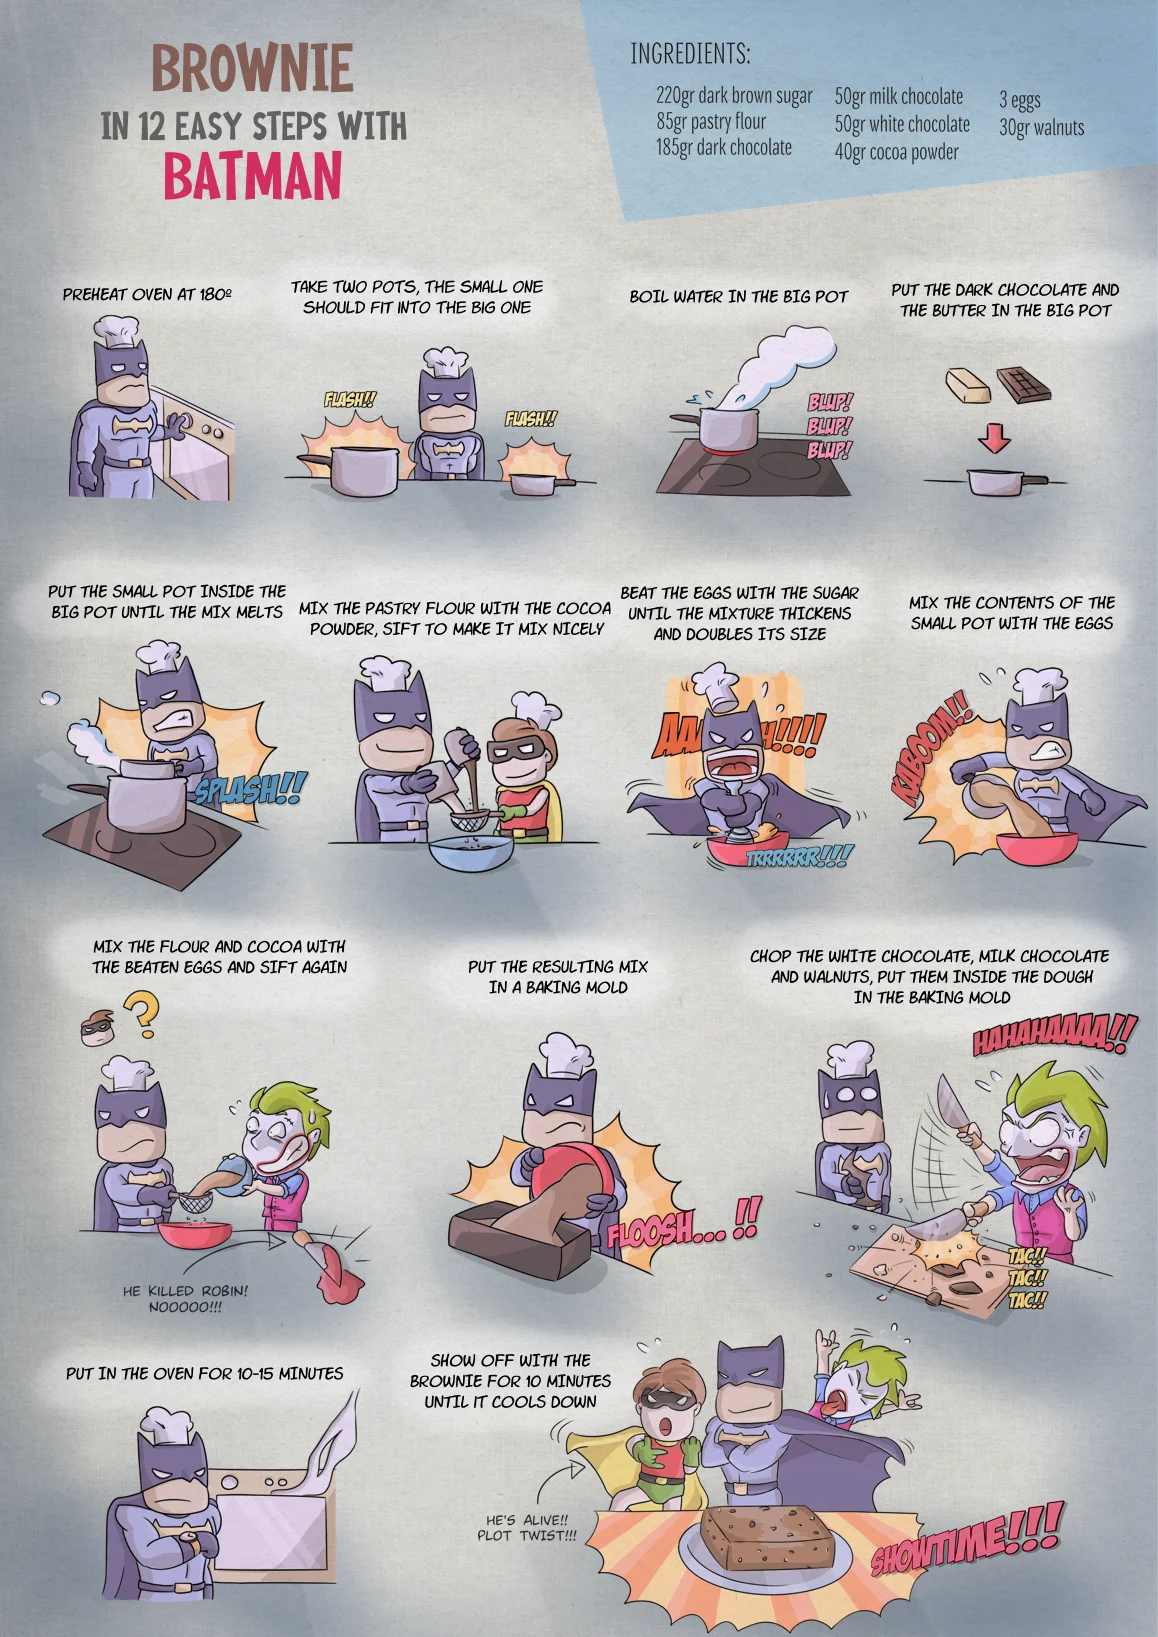 BROWNIE
IN 12 EASY STEPS WITH
BATMAN
INGREDIENTS:
220gr dark brown sugar
85gr pastry flour
185gr dark chocolate
50gr milk chocolate
50gr white chocolate
40gr cocoa powder
3 eggs
30gr walnuts
PREHEAT OVEN AT 180º
TAKE TWO POTS, THE SMALL ONE
SHOULD FIT INTO THE BIG ONE
FLASH!!
FLASH!!
BOIL WATER IN THE BIG POT
BLUP!
BLUP!
BLUP!
PUT THE DARK CHOCOLATE AND
THE BUTTER IN THE BIG POT
PUT THE SMALL POT INSIDE THE
BIG POT UNTIL THE MIX MELTS
SPLASH!!
MIX THE PASTRY FLOUR WITH THE COCOA
POWDER, SIFT TO MAKE IT MIX NICELY
BEAT THE EGGS WITH THE SUGAR
UNTIL THE MIXTURE THICKENS
AND DOUBLES ITS SIZE
TRRRRRR!!!
MIX THE CONTENTS OF THE
SMALL POT WITH THE EGGS
KABOOM!!
MIX THE FLOUR AND COCOA WITH
THE BEATEN EGGS AND SIFT AGAIN
?
HE KILLED ROBIN!
NOOOOO!!!
PUT THE RESULTING MIX
IN A BAKING MOLD
FLOOSH... !!
CHOP THE WHITE CHOCOLATE, MILK CHOCOLATE
AND WALNUTS, PUT THEM INSIDE THE DOUGH
IN THE BAKING MOLD
HAHAHAAAA!!
TAC!!
TAC!!
TAC!!
PUT IN THE OVEN FOR 10-15 MINUTES
SHOW OFF WITH THE
BROWNIE FOR 10 MINUTES
UNTIL IT COOLS DOWN
HE'S ALIVE!!
PLOT TWIST!!!
SHOWTIME!!!